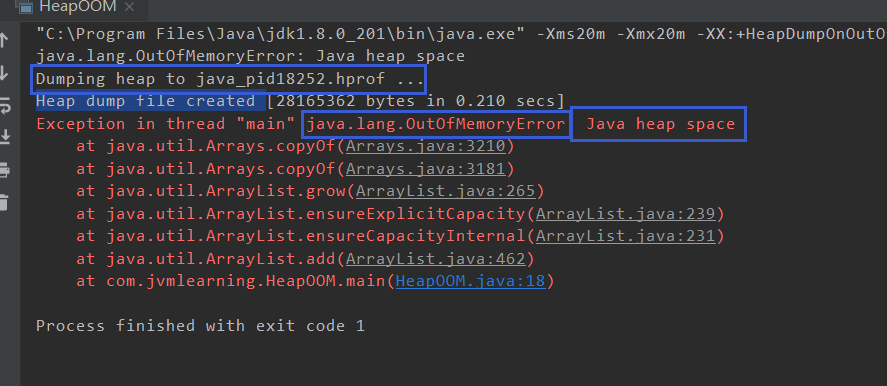 HeapOOM
"C:\Program Files\Java\jdk1.8.0_201\bin\java.exe" -Xms20m -Xmx20m -XX:+HeapDumpOnOutO
java.lang.OutOfMemoryError: Java heap space
Dumping heap to java_pid18252.hprof ...
Heap dump file created [28165362 bytes in 0.210 secs]
Exception in thread "main" java.lang.OutOfMemoryError Java heap space
at java.util.Arrays.copyOf(Arrays.java:3210)
at java.util.Arrays.copyOf(Arrays.java:3181)
at java.util.ArrayList.grow(ArrayList.java:265)
at java.util.ArrayList.ensureExplicitCapacity(ArrayList.java:239)
at java.util.ArrayList.ensureCapacityInternal(ArrayList.java:231)
at java.util.ArrayList.add(ArrayList.java:462)
at com.jvmlearning.HeapOOM.main(HeapOOM.java:18)
Process finished with exit code 1